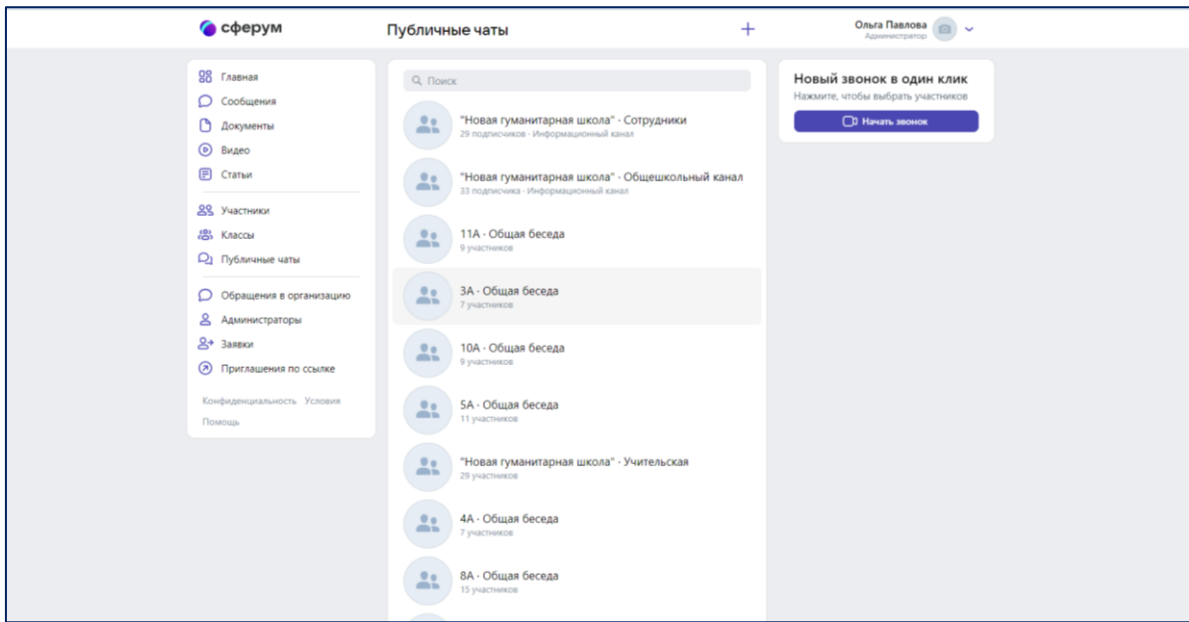 сферум
Публичные чаты
Ольга Павлова
Администратор
Главная
Сообщения
Документы
Видео
Статьи
Участники
Классы
Публичные чаты
Обращения в организацию
Администраторы
Заявки
Приглашения по ссылке
Конфиденциальность Условия
Помощь
Поиск
"Новая гуманитарная школа" · Сотрудники
29 подписчиков · Информационный канал
"Новая гуманитарная школа" · Общешкольный канал
33 подписчика · Информационный канал
11А · Общая беседа
9 участников
3А · Общая беседа
7 участников
10А · Общая беседа
9 участников
5А · Общая беседа
11 участников
"Новая гуманитарная школа" · Учительская
29 участников
4А · Общая беседа
7 участников
8А · Общая беседа
15 участников
Новый звонок в один клик
Нажмите, чтобы выбрать участников
Начать звонок